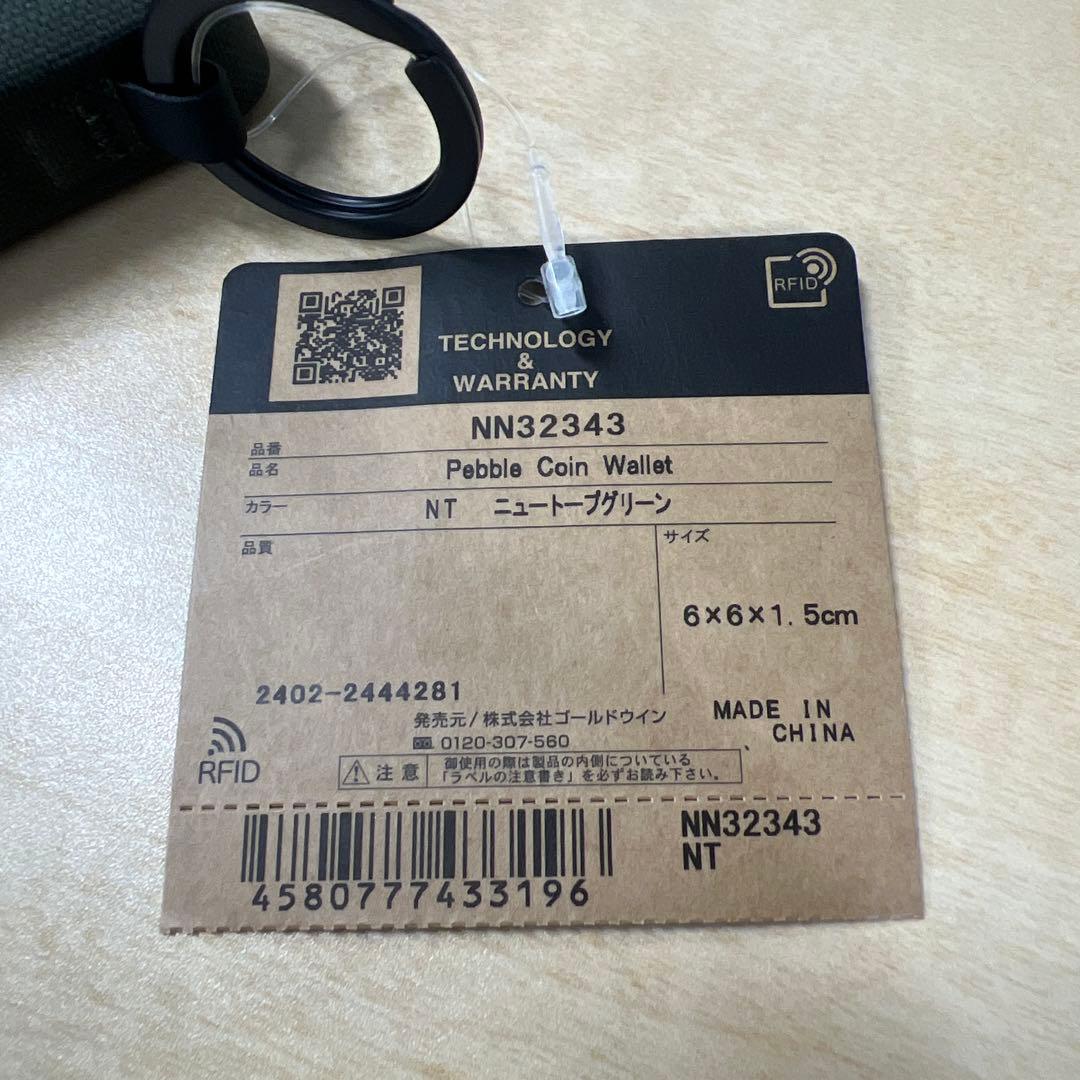 RFID
TECHNOLOGY
&
WARRANTY
品番 NN32343
品名 Pebble Coin Wallet
カラー NT ニュートープグリーン
品質 サイズ
6×6×1.5cm
2402-2444281
発売元/株式会社ゴールドウイン
0120-307-560
MADE IN
CHINA
RFID
注意 御使用の際は製品の内側についている
「ラベルの注意書き」を必ずお読み下さい。
NN32343
NT
4580777433196